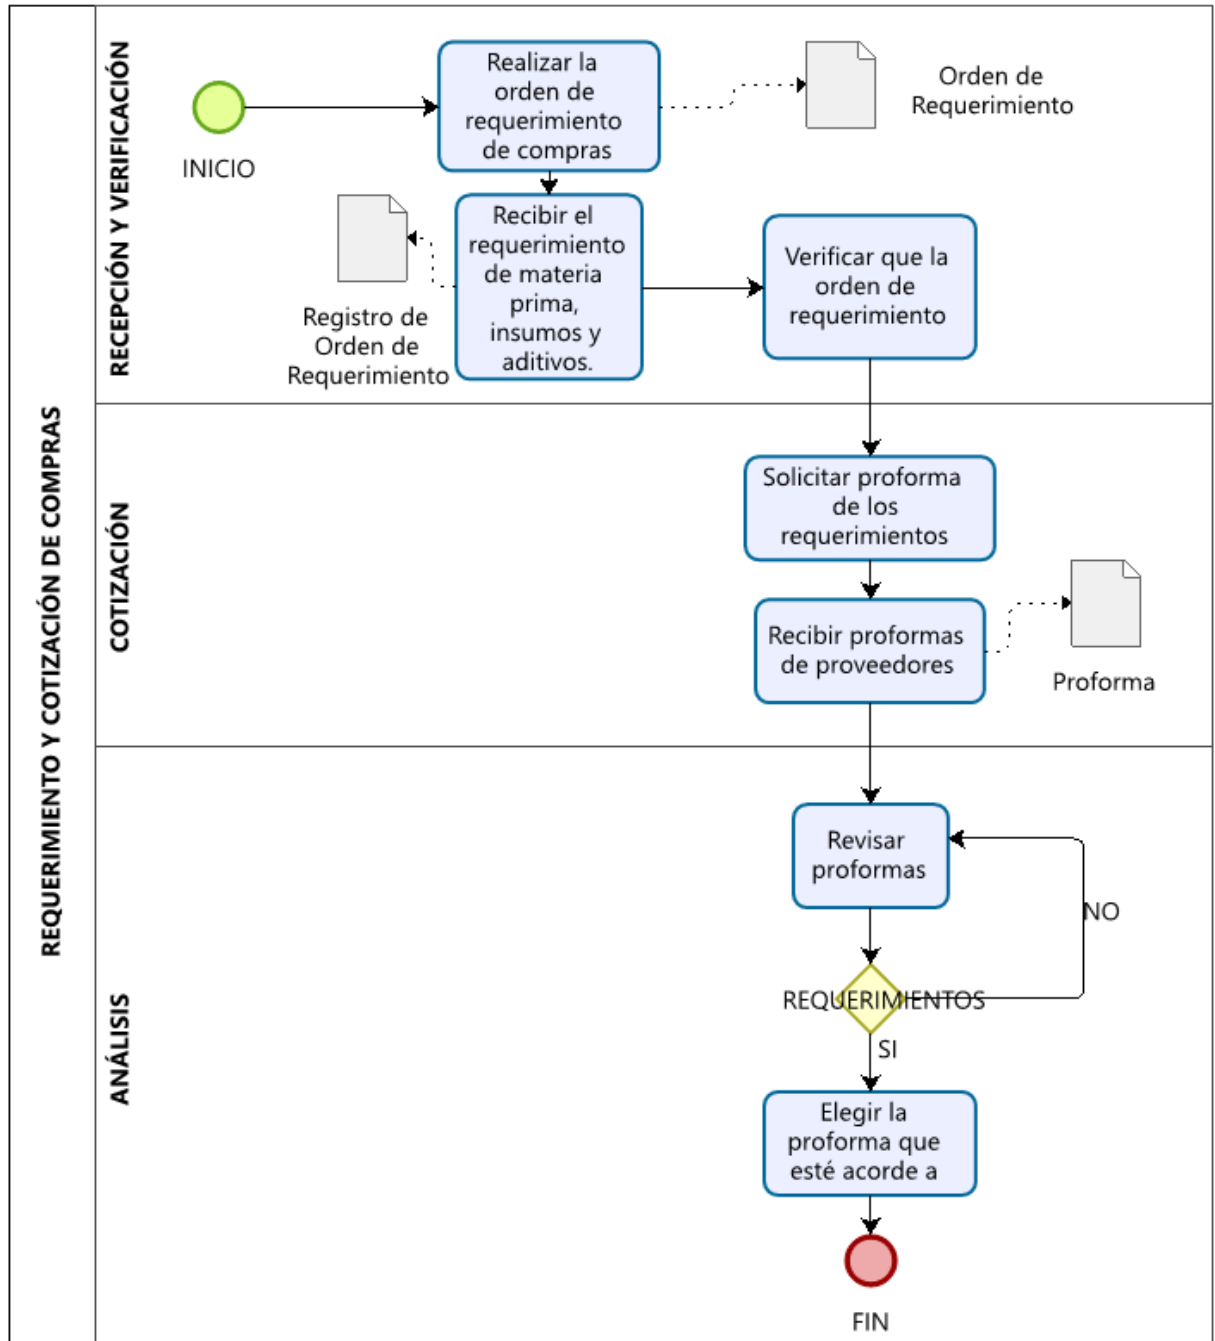 REQUERIMIENTO Y COTIZACIÓN DE COMPRAS
RECEPCIÓN Y VERIFICACIÓN
INICIO
Realizar la
orden de
requerimiento
de compras
Orden de
Requerimiento
Recibir el
requerimiento
de materia
prima,
insumos y
aditivos.
Registro de
Orden de
Requerimiento
Verificar que la
orden de
requerimiento
COTIZACIÓN
Solicitar proforma
de los
requerimientos
Recibir proformas
de proveedores
Proforma
ANÁLISIS
Revisar
proformas
NO
REQUERIMIENTOS
SI
Elegir la
proforma que
esté acorde a
FIN